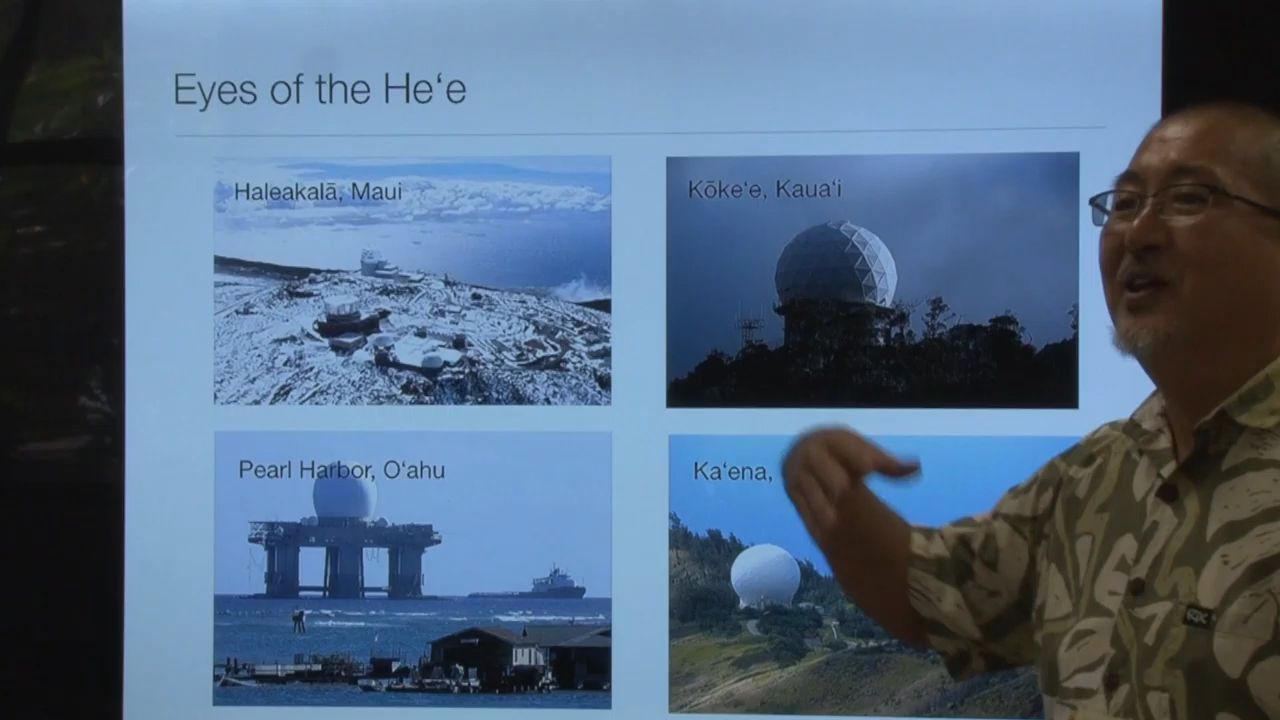 Eyes of the Heʻe
Haleakalā, Maui
Kōkeʻe, Kauaʻi
Pearl Harbor, Oʻahu
Kaʻena,